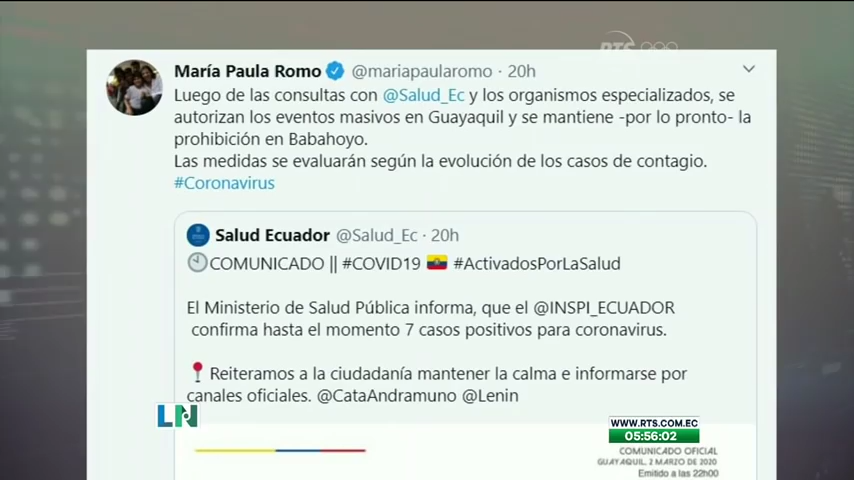 RTS
María Paula Romo @mariapaularomo · 20h
Luego de las consultas con @Salud_Ec y los organismos especializados, se
autorizan los eventos masivos en Guayaquil y se mantiene -por lo pronto- la
prohibición en Babahoyo.
Las medidas se evaluarán según la evolución de los casos de contagio.
#Coronavirus
Salud Ecuador @Salud_Ec · 20h
COMUNICADO || #COVID19 #ActivadosPorLaSalud
El Ministerio de Salud Pública informa, que el @INSPI_ECUADOR
confirma hasta el momento 7 casos positivos para coronavirus.
Reiteramos a la ciudadanía mantener la calma e informarse por
canales oficiales. @CataAndramuno @Lenin
LN
WWW.RTS.COM.EC
05:56:02
COMUNICADO OFICIAL
GUAYAQUIL, 2 MARZO DE 2020
Emitido a las 22h00